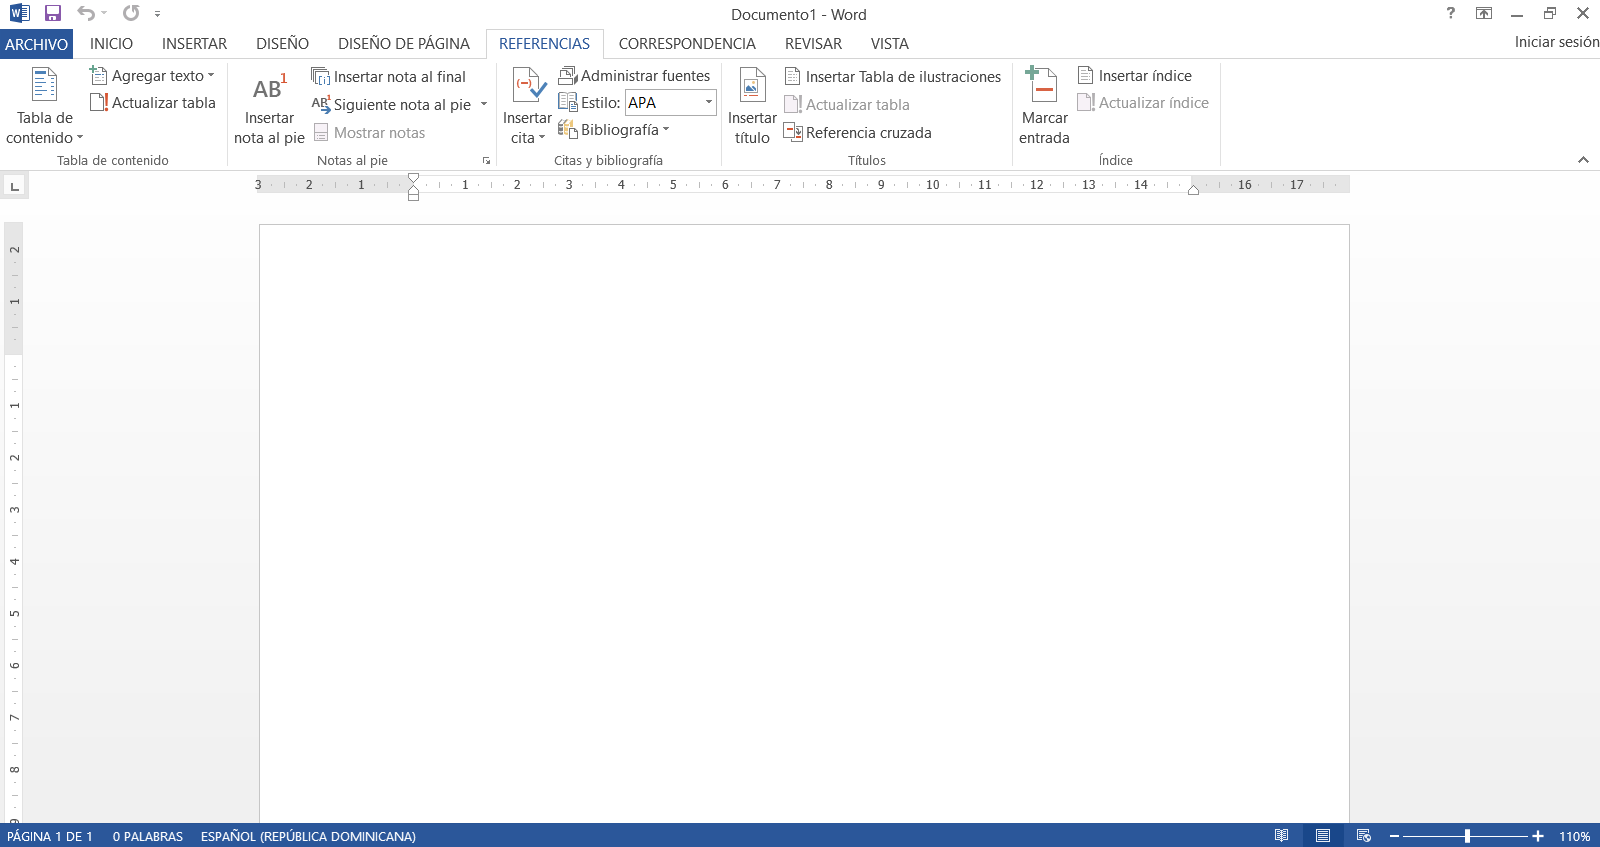 Documento1 - Word
ARCHIVO INICIO INSERTAR DISEÑO DISEÑO DE PÁGINA REFERENCIAS CORRESPONDENCIA REVISAR VISTA Iniciar sesión
Tabla de contenido
Agregar texto
Actualizar tabla
Tabla de contenido
AB1
Insertar nota al pie
Insertar nota al final
AB1 Siguiente nota al pie
Mostrar notas
Notas al pie
Insertar cita
Administrar fuentes
Estilo: APA
Bibliografía
Citas y bibliografía
Insertar título
Insertar Tabla de ilustraciones
Actualizar tabla
Referencia cruzada
Títulos
Marcar entrada
Insertar índice
Actualizar índice
Índice
3 2 1 1 2 3 4 5 6 7 8 9 10 11 12 13 14 16 17
2
1
1
2
3
4
5
6
7
8
9
PÁGINA 1 DE 1 0 PALABRAS ESPAÑOL (REPÚBLICA DOMINICANA) 110%